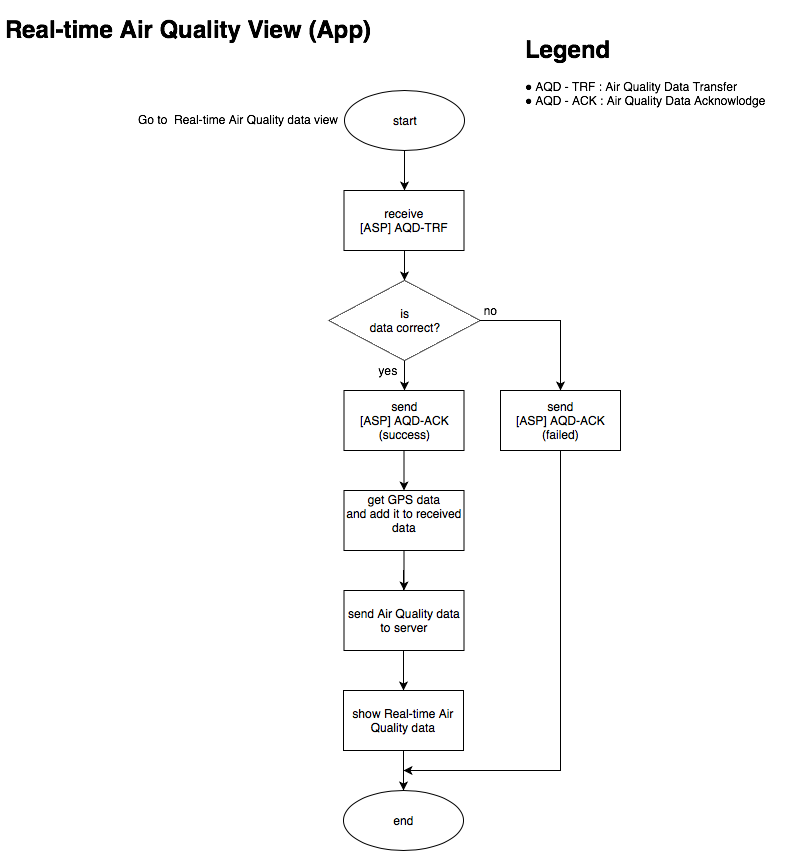 Real-time Air Quality View (App)
Legend
● AQD - TRF : Air Quality Data Transfer
● AQD - ACK : Air Quality Data Acknowlodge
Go to  Real-time Air Quality data view
start
receive
[ASP] AQD-TRF
is
data correct?
no
yes
send
[ASP] AQD-ACK
(success)
send
[ASP] AQD-ACK
(failed)
get GPS data
and add it to received
data
send Air Quality data
to server
show Real-time Air
Quality data
end